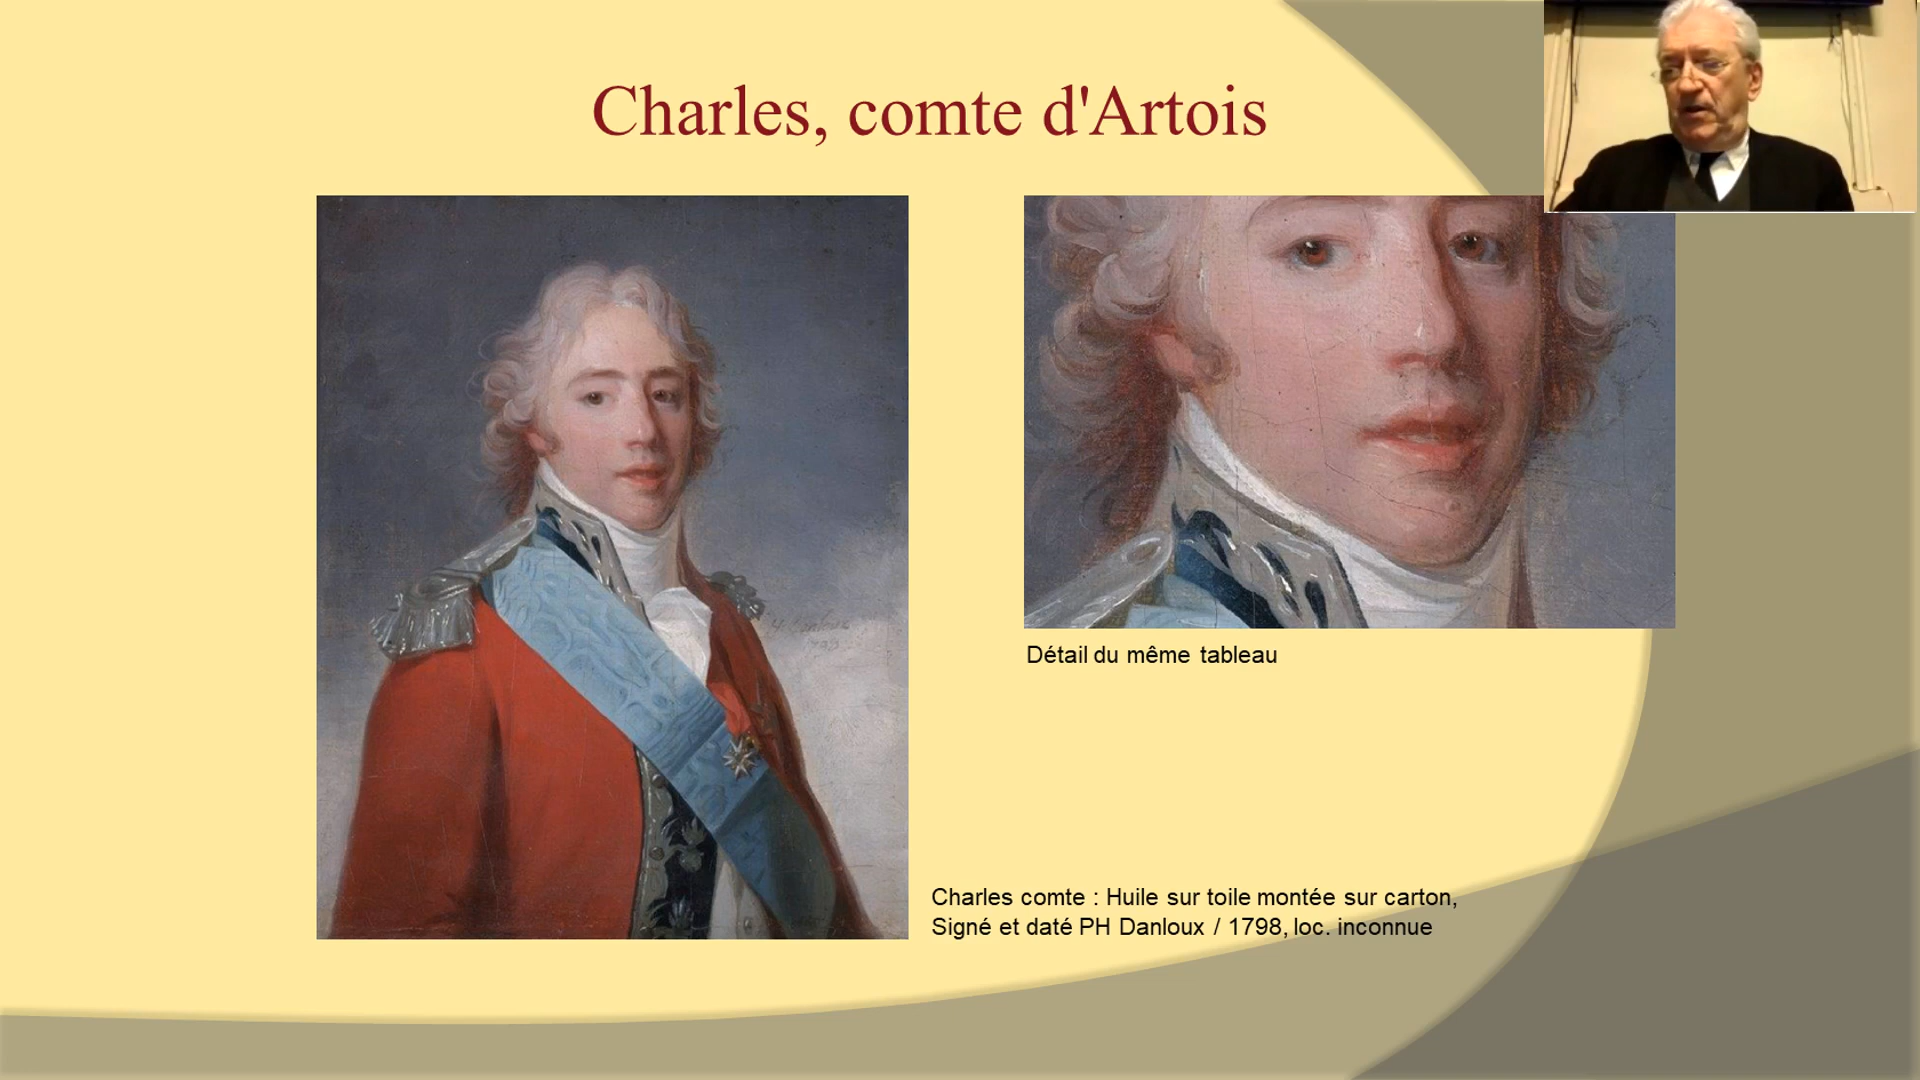 Charles, comte d'Artois
Détail du même tableau
Charles comte : Huile sur toile montée sur carton,
Signé et daté PH Danloux / 1798, loc. inconnue